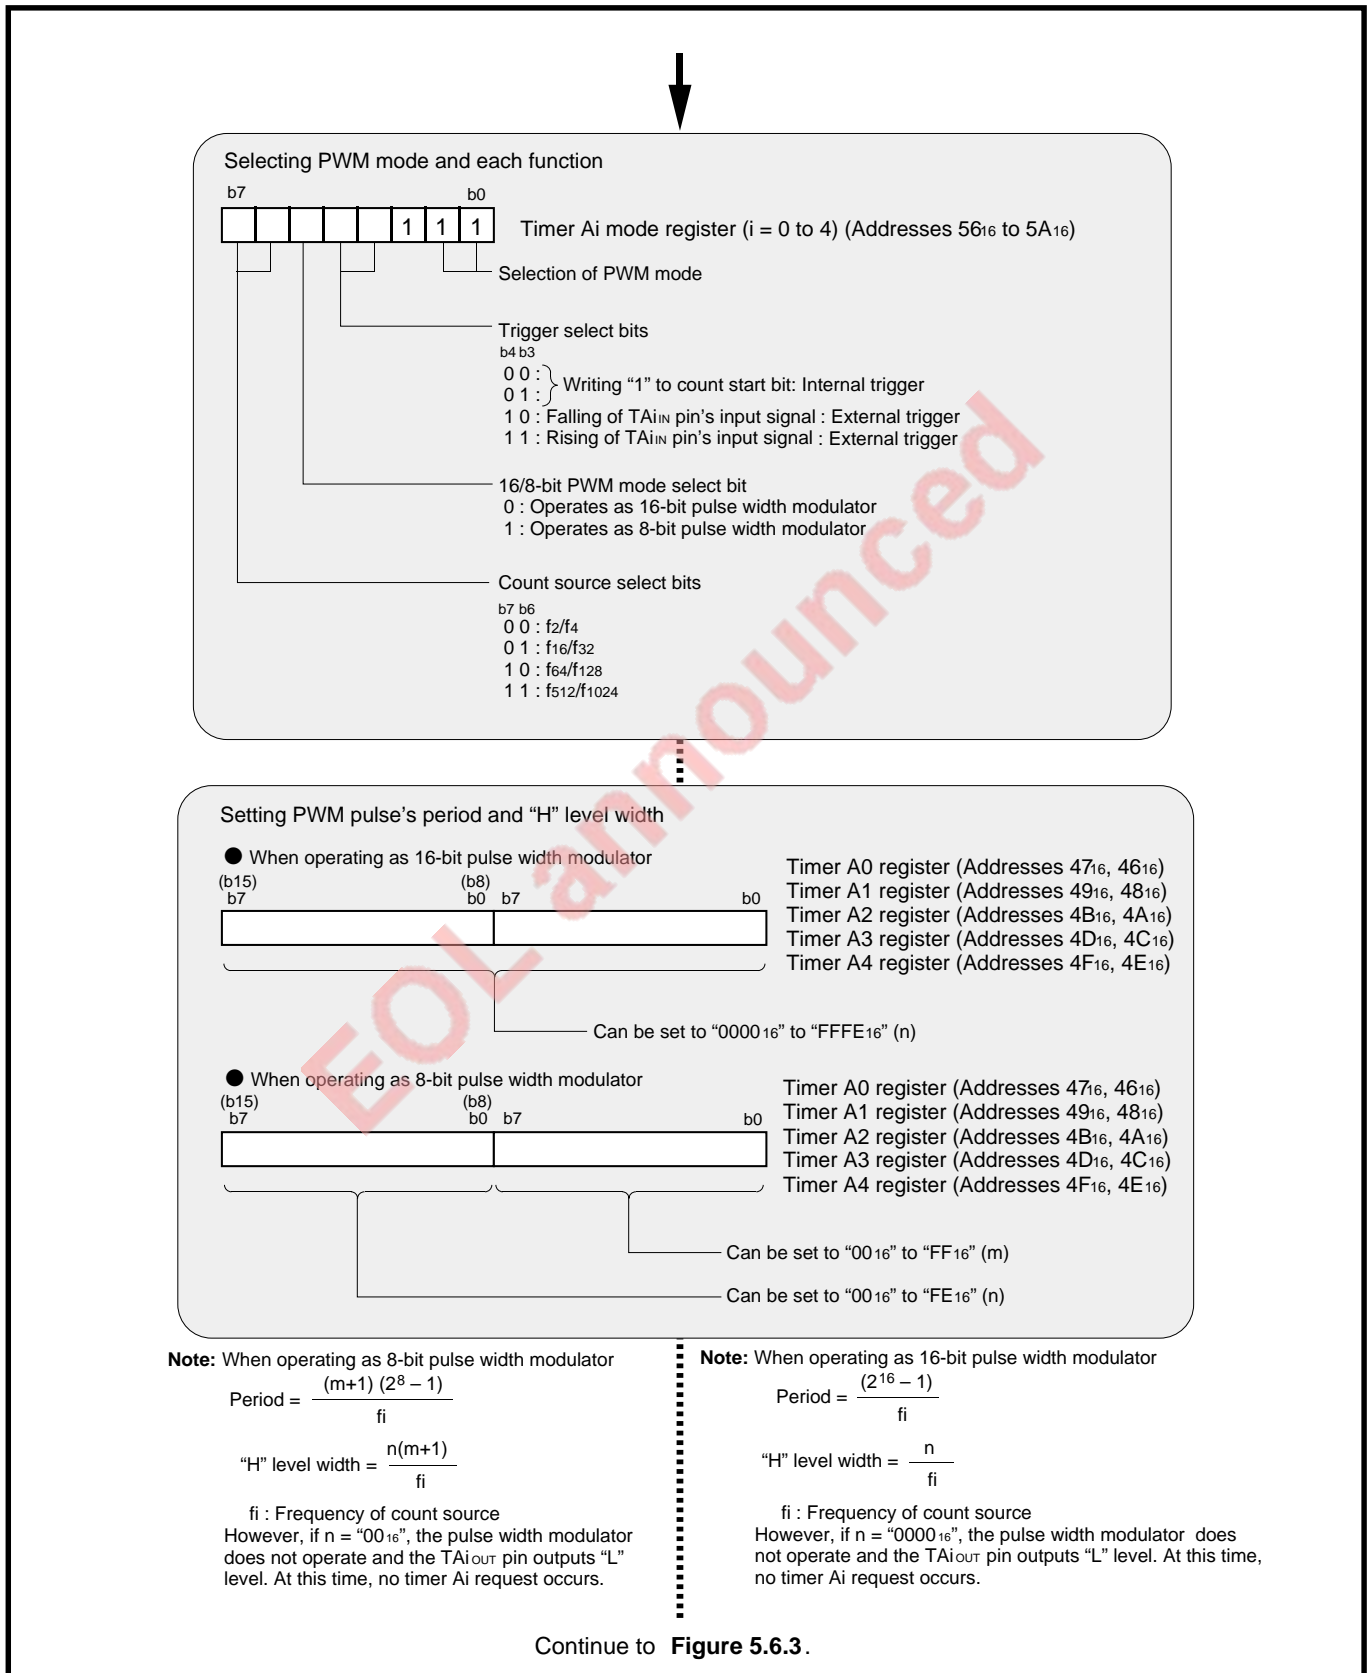 Selecting PWM mode and each function
b7 b0
1 1 1 Timer Ai mode register (i = 0 to 4) (Addresses 5616 to 5A16)
Selection of PWM mode
Trigger select bits
b4 b3
0 0 :
0 1 :
Writing “1” to count start bit: Internal trigger
1 0 : Falling of TAiIN pin’s input signal : External trigger
1 1 : Rising of TAiIN pin’s input signal : External trigger
16/8-bit PWM mode select bit
0 : Operates as 16-bit pulse width modulator
1 : Operates as 8-bit pulse width modulator
Count source select bits
b7 b6
0 0 : f2/f4
0 1 : f16/f32
1 0 : f64/f128
1 1 : f512/f1024
EOL announced
Setting PWM pulse’s period and “H” level width
● When operating as 16-bit pulse width modulator
(b15) (b8)
b7 b0 b7 b0
Timer A0 register (Addresses 4716, 4616)
Timer A1 register (Addresses 4916, 4816)
Timer A2 register (Addresses 4B16, 4A16)
Timer A3 register (Addresses 4D16, 4C16)
Timer A4 register (Addresses 4F16, 4E16)
Can be set to “000016” to “FFFE16” (n)
● When operating as 8-bit pulse width modulator
(b15) (b8)
b7 b0 b7 b0
Timer A0 register (Addresses 4716, 4616)
Timer A1 register (Addresses 4916, 4816)
Timer A2 register (Addresses 4B16, 4A16)
Timer A3 register (Addresses 4D16, 4C16)
Timer A4 register (Addresses 4F16, 4E16)
Can be set to “0016” to “FF16” (m)
Can be set to “0016” to “FE16” (n)
Note: When operating as 8-bit pulse width modulator
Period = (m+1) (2⁸ – 1)
fi
“H” level width = n(m+1)
fi
fi : Frequency of count source
However, if n = “0016”, the pulse width modulator
does not operate and the TAiOUT pin outputs “L”
level. At this time, no timer Ai request occurs.
Note: When operating as 16-bit pulse width modulator
Period = (2¹⁶ – 1)
fi
“H” level width = n
fi
fi : Frequency of count source
However, if n = “000016”, the pulse width modulator does
not operate and the TAiOUT pin outputs “L” level. At this time,
no timer Ai request occurs.
Continue to Figure 5.6.3.